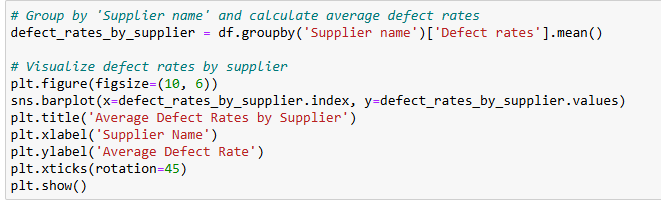 # Group by 'Supplier name' and calculate average defect rates
defect_rates_by_supplier = df.groupby('Supplier name')['Defect rates'].mean()
# Visualize defect rates by supplier
plt.figure(figsize=(10, 6))
sns.barplot(x=defect_rates_by_supplier.index, y=defect_rates_by_supplier.values)
plt.title('Average Defect Rates by Supplier')
plt.xlabel('Supplier Name')
plt.ylabel('Average Defect Rate')
plt.xticks(rotation=45)
plt.show()